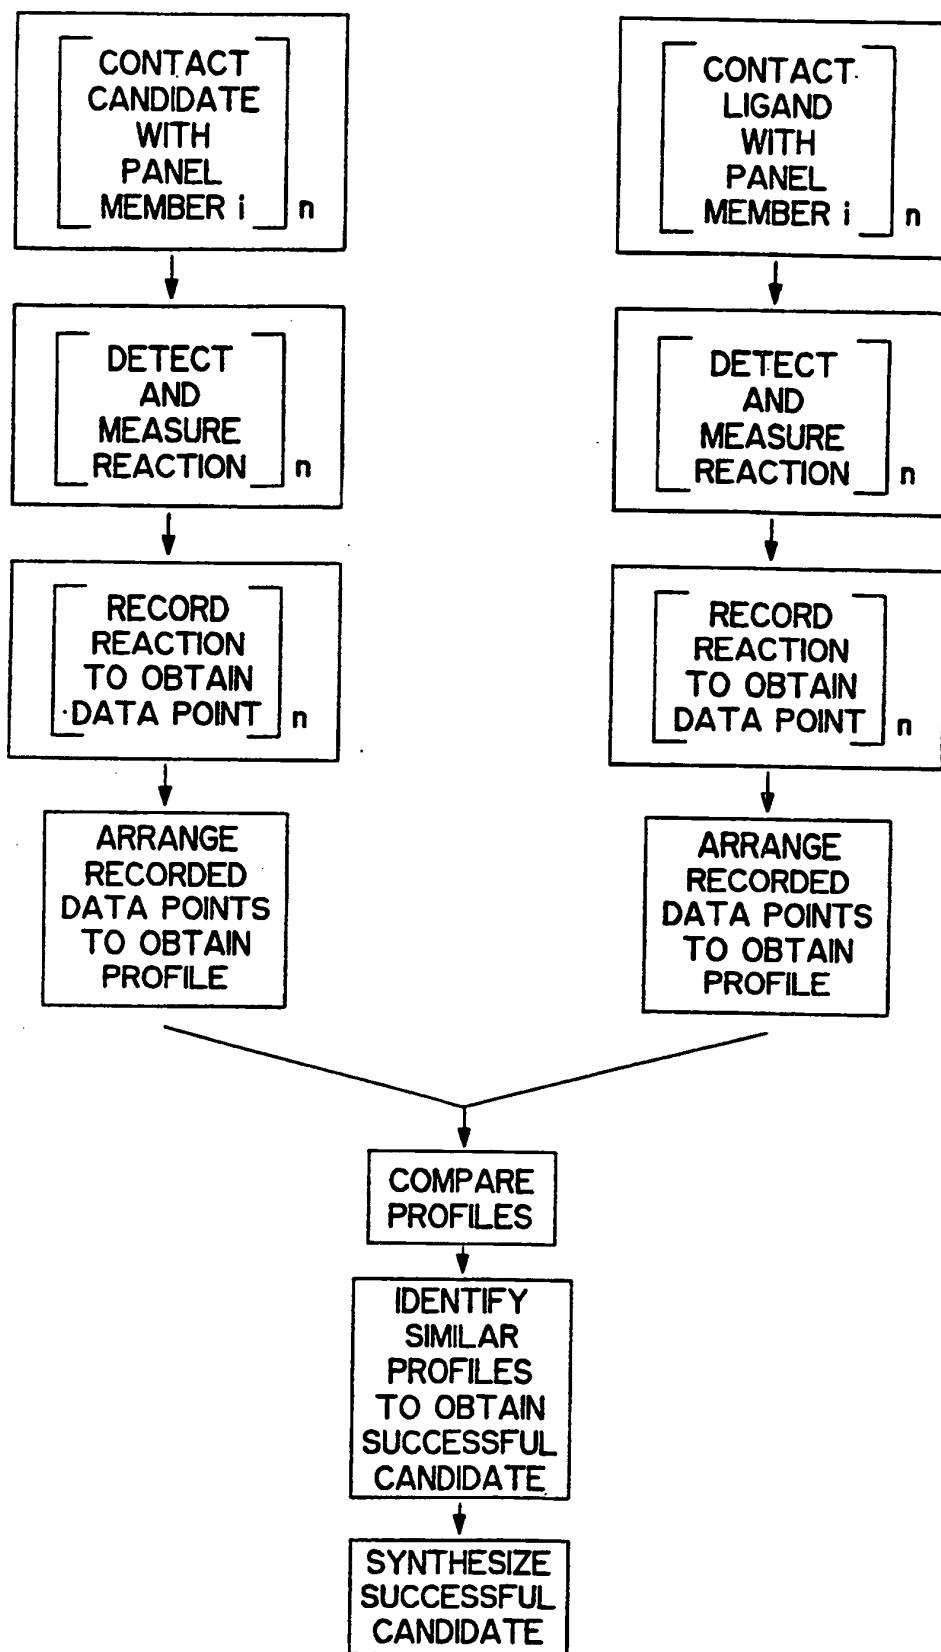 CONTACT
CANDIDATE
WITH
PANEL
MEMBER i
n
DETECT
AND
MEASURE
REACTION
n
RECORD
REACTION
TO OBTAIN
DATA POINT
n
ARRANGE
RECORDED
DATA POINTS
TO OBTAIN
PROFILE
CONTACT
LIGAND
WITH
PANEL
MEMBER i
n
DETECT
AND
MEASURE
REACTION
n
RECORD
REACTION
TO OBTAIN
DATA POINT
n
ARRANGE
RECORDED
DATA POINTS
TO OBTAIN
PROFILE
COMPARE
PROFILES
IDENTIFY
SIMILAR
PROFILES
TO OBTAIN
SUCCESSFUL
CANDIDATE
SYNTHESIZE
SUCCESSFUL
CANDIDATE